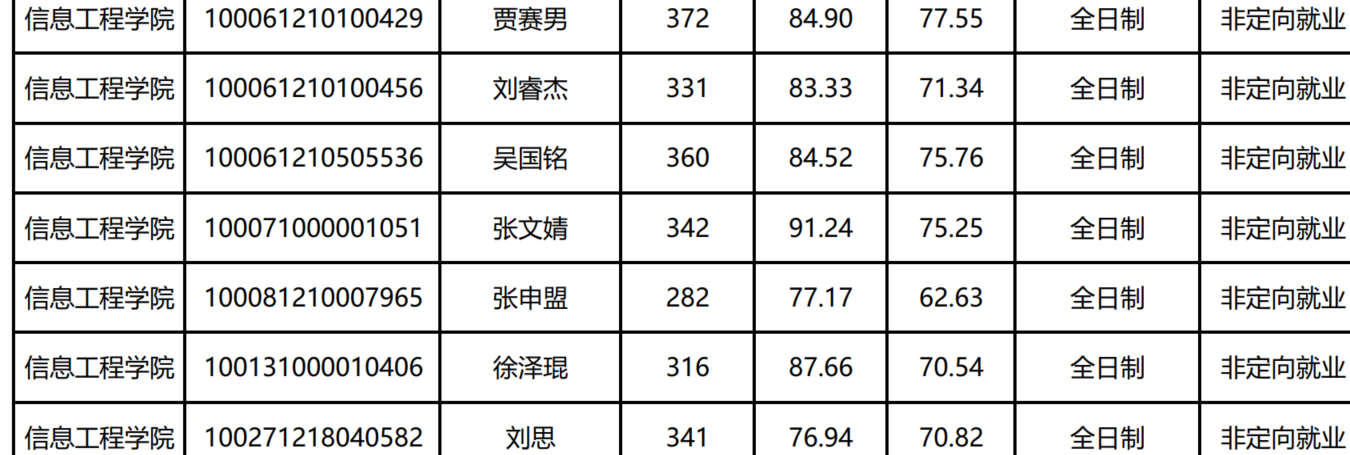 信息工程学院 100061210100429 贾赛男 372 84.90 77.55 全日制 非定向就业
信息工程学院 100061210100456 刘睿杰 331 83.33 71.34 全日制 非定向就业
信息工程学院 100061210505536 吴国铭 360 84.52 75.76 全日制 非定向就业
信息工程学院 100071000001051 张文婧 342 91.24 75.25 全日制 非定向就业
信息工程学院 100081210007965 张申盟 282 77.17 62.63 全日制 非定向就业
信息工程学院 100131000010406 徐泽琨 316 87.66 70.54 全日制 非定向就业
信息工程学院 100271218040582 刘思 341 76.94 70.82 全日制 非定向就业